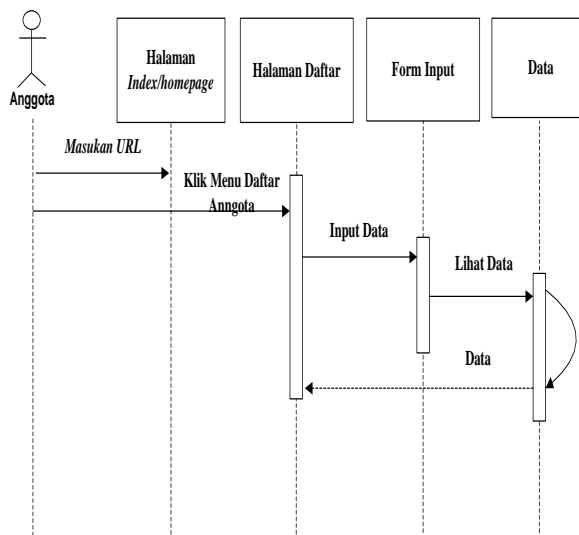 Anggota
Halaman
Index/homepage
Halaman Daftar
Form Input
Data
Masukan URL
Klik Menu Daftar
Anngota
Input Data
Lihat Data
Data